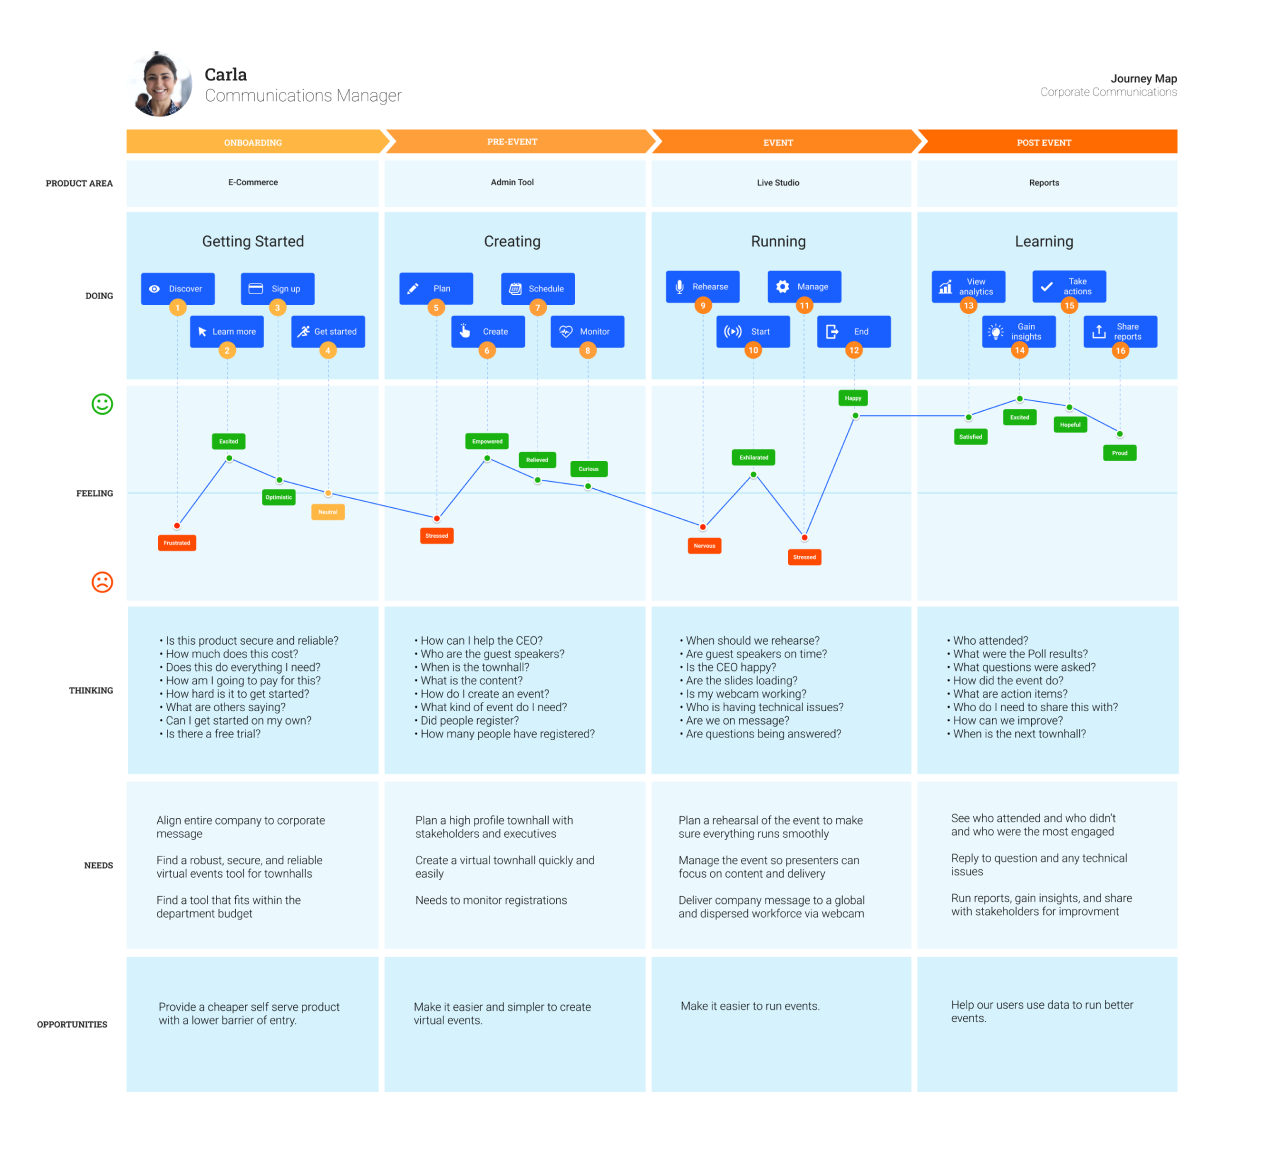 Carla
Communications Manager
Journey Map
Corporate Communications
ONBOARDING
PRE-EVENT
EVENT
POST EVENT
PRODUCT AREA
E-Commerce
Admin Tool
Live Studio
Reports
DOING
Getting Started
Discover
1
Learn more
2
Sign up
3
Get started
4
Creating
Plan
5
Create
6
Schedule
7
Monitor
8
Running
Rehearse
9
Start
10
Manage
11
End
12
Learning
View
analytics
13
Gain
insights
14
Take
actions
15
Share
reports
16
FEELING
Frustrated
Excited
Optimistic
Neutral
Stressed
Empowered
Relieved
Curious
Nervous
Exhilarated
Stressed
Happy
Satisfied
Excited
Hopeful
Proud
THINKING
• Is this product secure and reliable?
• How much does this cost?
• Does this do everything I need?
• How am I going to pay for this?
• How hard is it to get started?
• What are others saying?
• Can I get started on my own?
• Is there a free trial?
• How can I help the CEO?
• Who are the guest speakers?
• When is the townhall?
• What is the content?
• How do I create an event?
• What kind of event do I need?
• Did people register?
• How many people have registered?
• When should we rehearse?
• Are guest speakers on time?
• Is the CEO happy?
• Are the slides loading?
• Is my webcam working?
• Who is having technical issues?
• Are we on message?
• Are questions being answered?
• Who attended?
• What were the Poll results?
• What questions were asked?
• How did the event do?
• What are action items?
• Who do I need to share this with?
• How can we improve?
• When is the next townhall?
NEEDS
Align entire company to corporate
message
Find a robust, secure, and reliable
virtual events tool for townhalls
Find a tool that fits within the
department budget
Plan a high profile townhall with
stakeholders and executives
Create a virtual townhall quickly and
easily
Needs to monitor registrations
Plan a rehearsal of the event to make
sure everything runs smoothly
Manage the event so presenters can
focus on content and delivery
Deliver company message to a global
and dispersed workforce via webcam
See who attended and who didn't
and who were the most engaged
Reply to question and any technical
issues
Run reports, gain insights, and share
with stakeholders for improvment
OPPORTUNITIES
Provide a cheaper self serve product
with a lower barrier of entry.
Make it easier and simpler to create
virtual events.
Make it easier to run events.
Help our users use data to run better
events.